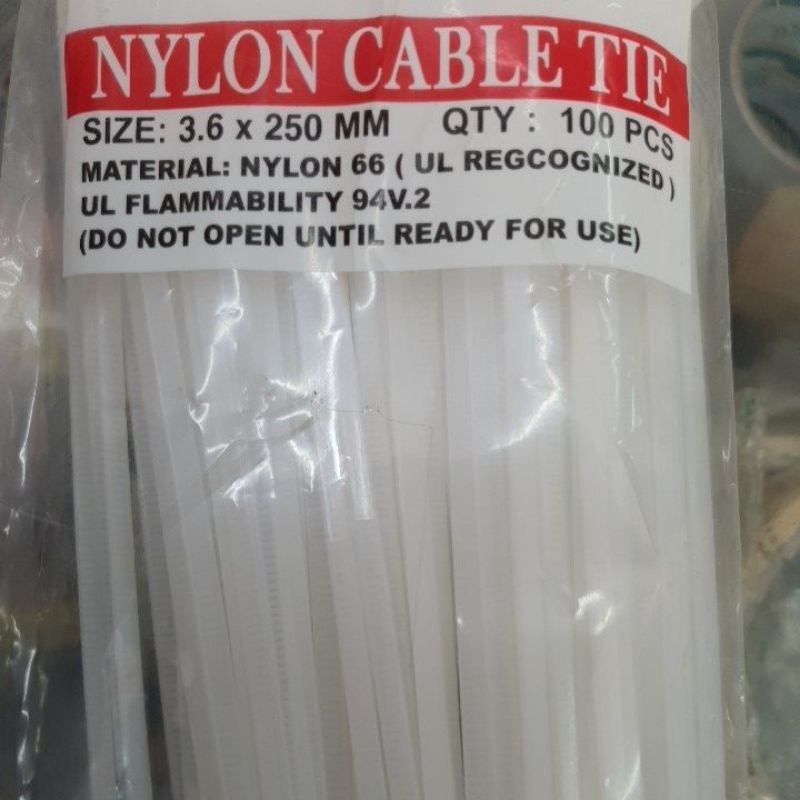 NYLON CABLE TIE
SIZE: 3.6 x 250 MM QTY : 100 PCS
MATERIAL: NYLON 66 ( UL REGCOGNIZED )
UL FLAMMABILITY 94V.2
(DO NOT OPEN UNTIL READY FOR USE)